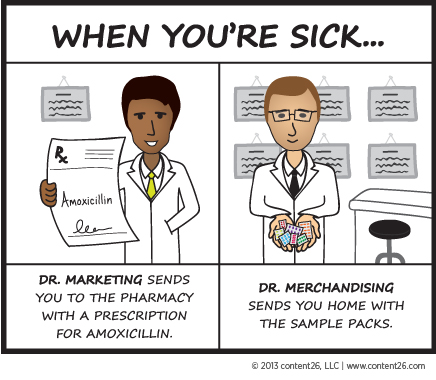 WHEN YOU'RE SICK...
Rx
Amoxicillin
DR. MARKETING SENDS
YOU TO THE PHARMACY
WITH A PRESCRIPTION
FOR AMOXICILLIN.
DR. MERCHANDISING
SENDS YOU HOME WITH
THE SAMPLE PACKS.
© 2013 content26, LLC | www.content26.com